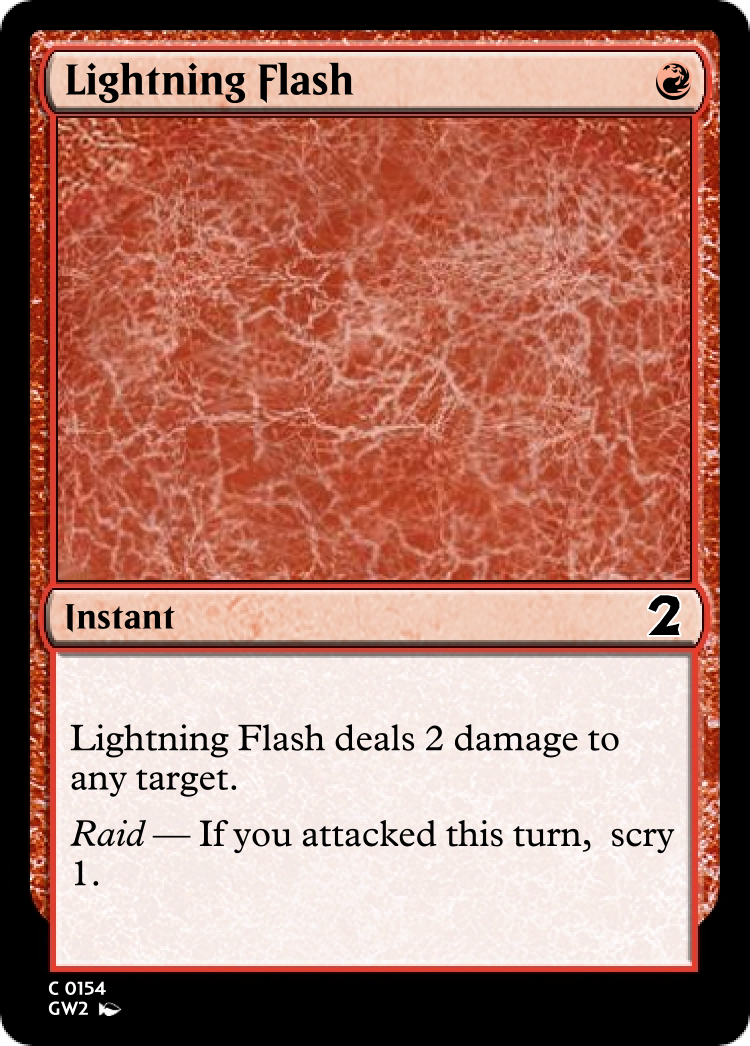 Lightning Flash
Instant
2
Lightning Flash deals 2 damage to
any target.
Raid — If you attacked this turn,  scry
1.
C 0154
GW2